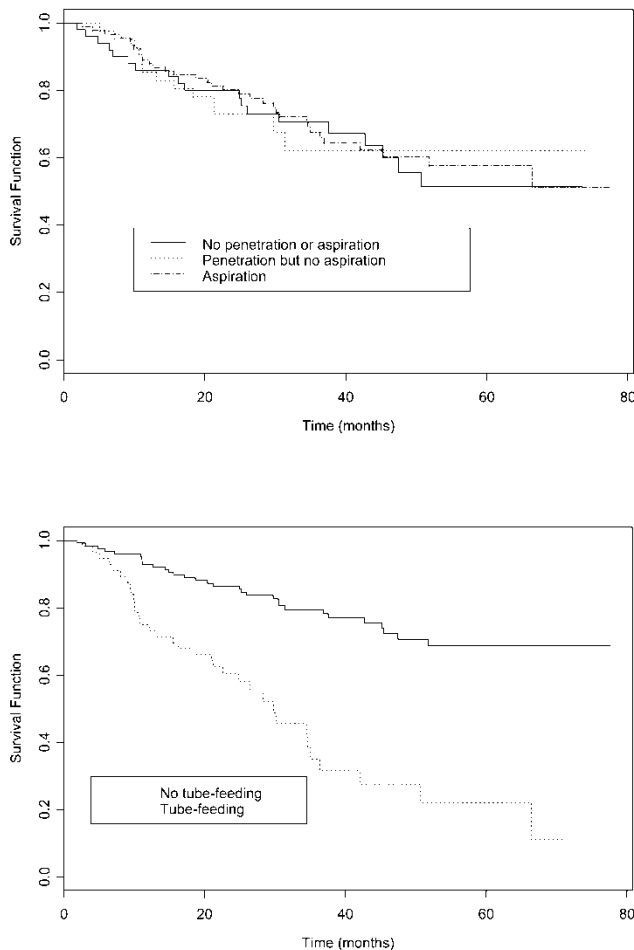 1.0
0.8
0.6
0.4
0.2
0.0
Survival Function
No penetration or aspiration
Penetration but no aspiration
Aspiration
0 20 40 60 80
Time (months)
1.0
0.8
0.6
0.4
0.2
0.0
Survival Function
No tube-feeding
Tube-feeding
0 20 40 60 80
Time (months)